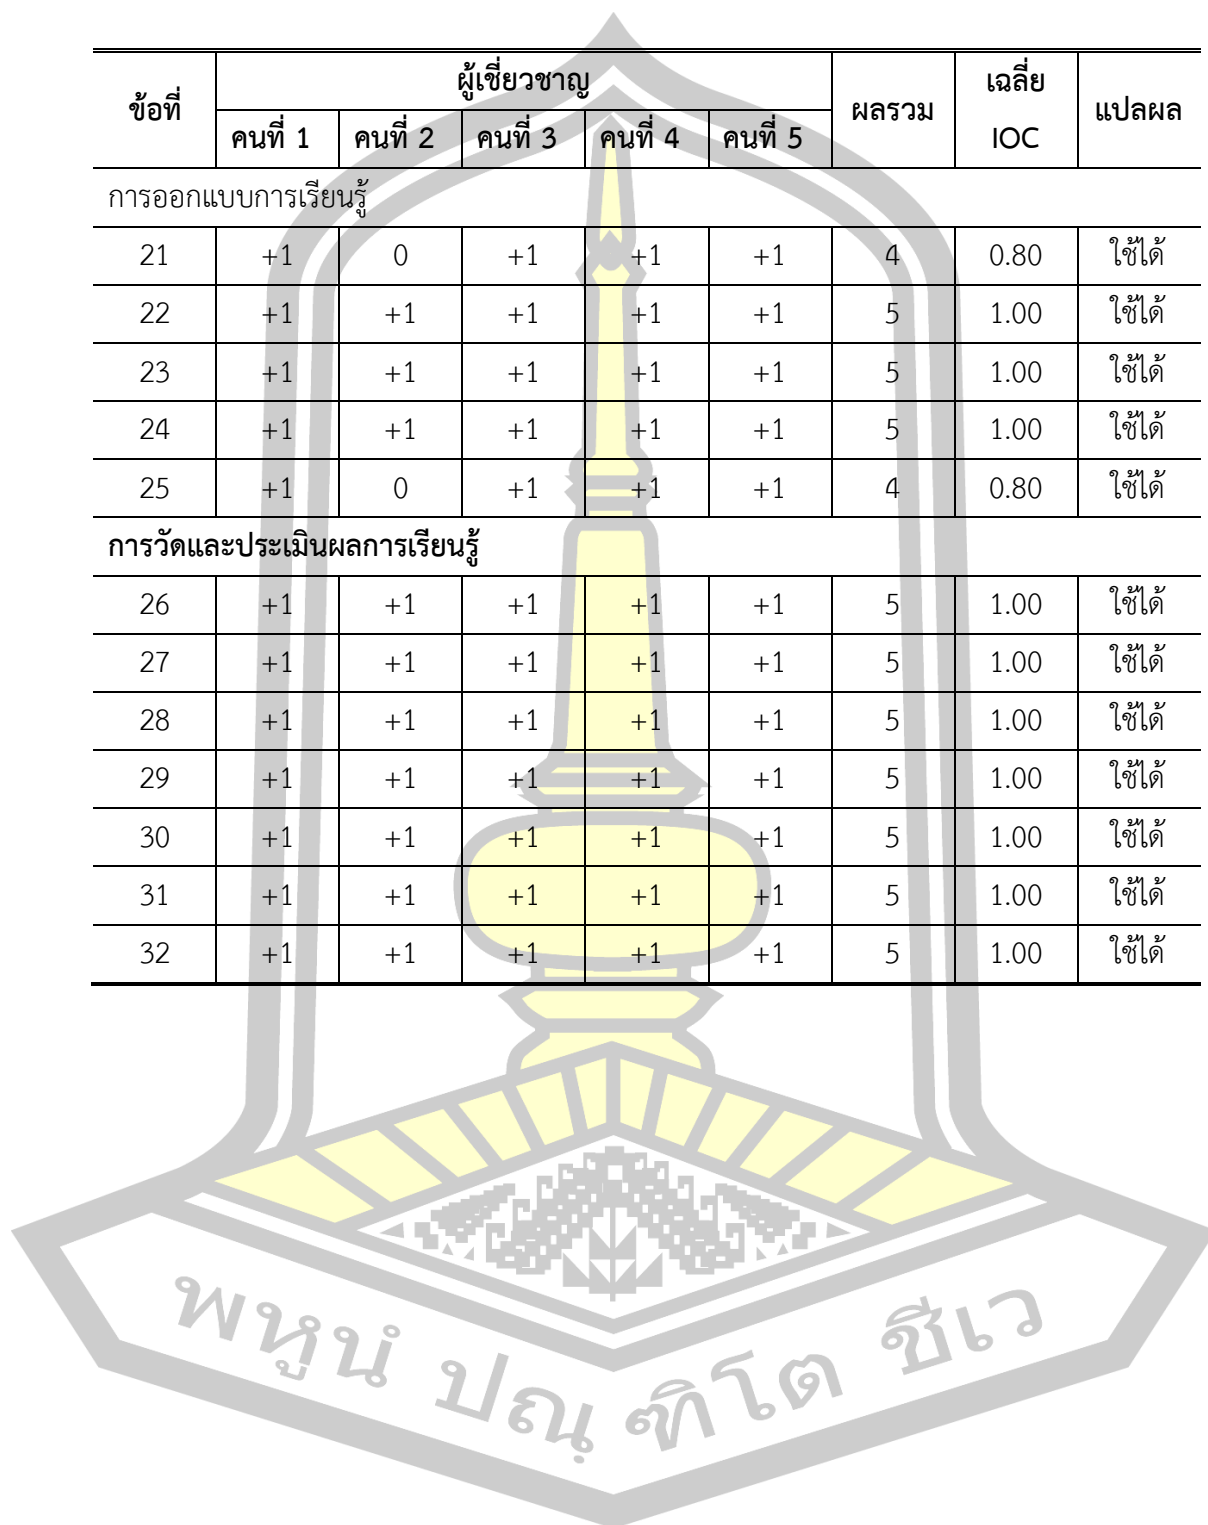 ข้อที่ ผู้เชี่ยวชาญ ผลรวม เฉลี่ย IOC แปลผล
คนที่ 1 คนที่ 2 คนที่ 3 คนที่ 4 คนที่ 5
การออกแบบการเรียนรู้
21 +1 0 +1 +1 +1 4 0.80 ใช้ได้
22 +1 +1 +1 +1 +1 5 1.00 ใช้ได้
23 +1 +1 +1 +1 +1 5 1.00 ใช้ได้
24 +1 +1 +1 +1 +1 5 1.00 ใช้ได้
25 +1 0 +1 +1 +1 4 0.80 ใช้ได้
การวัดและประเมินผลการเรียนรู้
26 +1 +1 +1 +1 +1 5 1.00 ใช้ได้
27 +1 +1 +1 +1 +1 5 1.00 ใช้ได้
28 +1 +1 +1 +1 +1 5 1.00 ใช้ได้
29 +1 +1 +1 +1 +1 5 1.00 ใช้ได้
30 +1 +1 +1 +1 +1 5 1.00 ใช้ได้
31 +1 +1 +1 +1 +1 5 1.00 ใช้ได้
32 +1 +1 +1 +1 +1 5 1.00 ใช้ได้
พหูนํ ปณฺฑิโต ชีเว